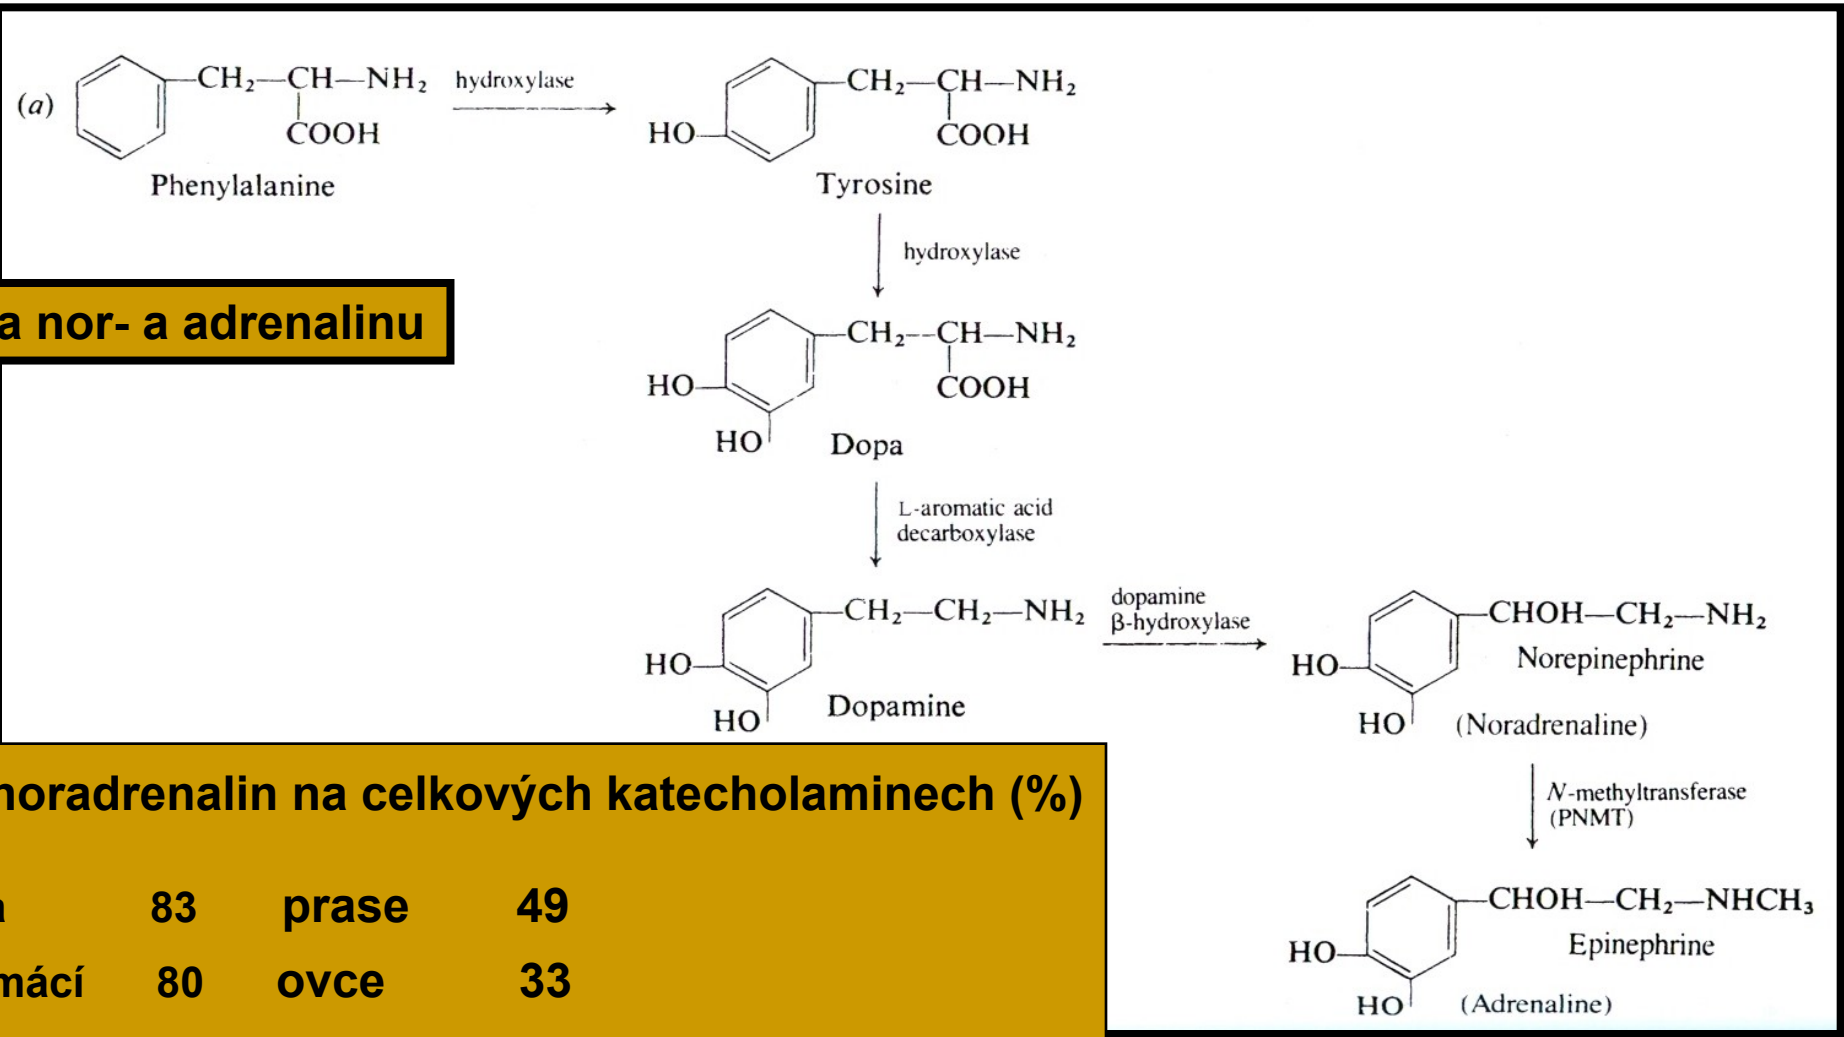 (a)
CH₂—CH—NH₂
COOH
Phenylalanine
hydroxylase
CH₂—CH—NH₂
COOH
HO
Tyrosine
hydroxylase
a nor- a adrenalinu
CH₂--CH—NH₂
COOH
HO
HO
Dopa
L-aromatic acid
decarboxylase
CH₂—CH₂—NH₂
HO
HO
Dopamine
dopamine
β-hydroxylase
CHOH—CH₂—NH₂
HO
Norepinephrine
HO
(Noradrenaline)
N-methyltransferase
(PNMT)
CHOH—CH₂—NHCH₃
HO
Epinephrine
HO
(Adrenaline)
noradrenalin na celkových katecholaminech (%)
a 83 prase 49
mácí 80 ovce 33